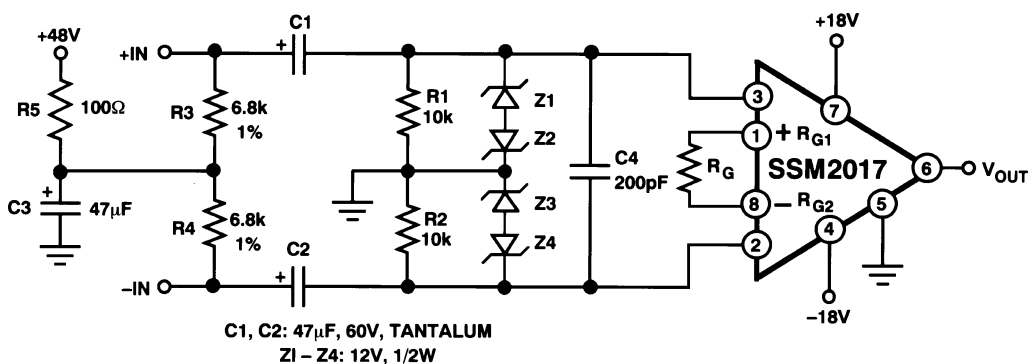 C1
+18V
+48V
+IN
+
R5
100Ω
R3
6.8k
1%
R1
10k
Z1
Z2
C4
200pF
3
7
1
+ RG1
RG
SSM2017
6
VOUT
+
C3
47µF
R4
6.8k
1%
R2
10k
Z3
Z4
8
– RG2
5
4
2
C2
+
–IN
–18V
C1, C2: 47µF, 60V, TANTALUM
ZI – Z4: 12V, 1/2W